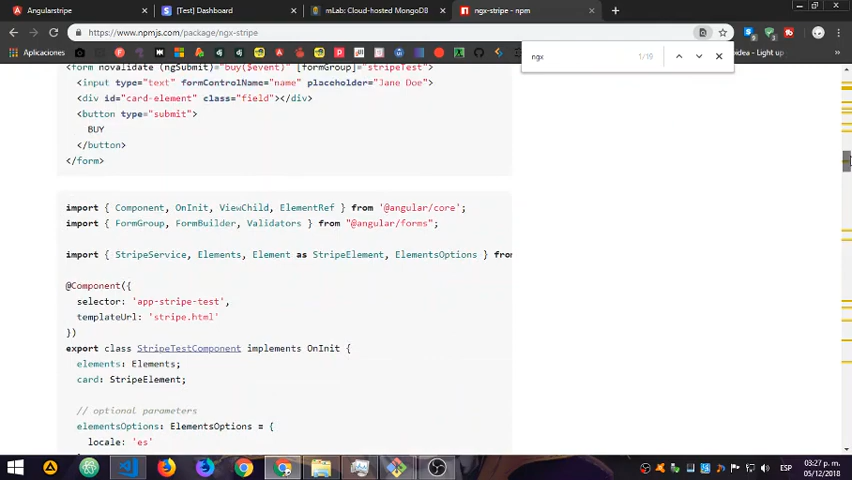 Angularstripe
[Test] Dashboard
mLab: Cloud-hosted MongoDB
ngx-stripe - npm
https://www.npmjs.com/package/ngx-stripe
Aplicaciones
idea - Light up
ngx
1/19
<form novalidate (ngSubmit)="buy($event)" [formGroup]="stripeTest">
<input type="text" formControlName="name" placeholder="Jane Doe">
<div id="card-element" class="field"></div>
<button type="submit">
BUY
</button>
</form>
import { Component, OnInit, ViewChild, ElementRef } from '@angular/core';
import { FormGroup, FormBuilder, Validators } from "@angular/forms";
import { StripeService, Elements, Element as StripeElement, ElementsOptions } from
@Component({
selector: 'app-stripe-test',
templateUrl: 'stripe.html'
})
export class StripeTestComponent implements OnInit {
elements: Elements;
card: StripeElement;
// optional parameters
elementsOptions: ElementsOptions = {
locale: 'es'
ESP
03:27 p. m.
05/12/2018